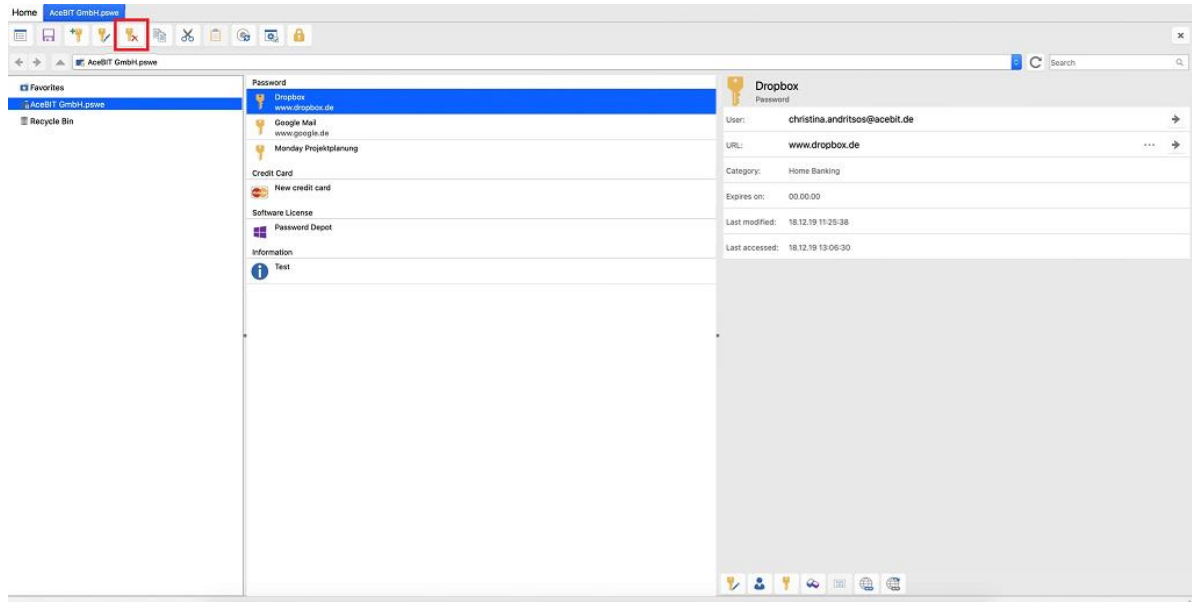 Home AceBIT GmbH.pswe
AceBIT GmbH.pswe
Search
Favorites
AceBIT GmbH.pswe
Recycle Bin
Password
Dropbox
www.dropbox.de
Google Mail
www.google.de
Monday Projektplanung
Credit Card
New credit card
Software License
Password Depot
Information
Test
Dropbox
Password
User: christina.andritsos@acebit.de
URL: www.dropbox.de
Category: Home Banking
Expires on: 00.00.00
Last modified: 18.12.19 11:25:38
Last accessed: 18.12.19 13:06:30